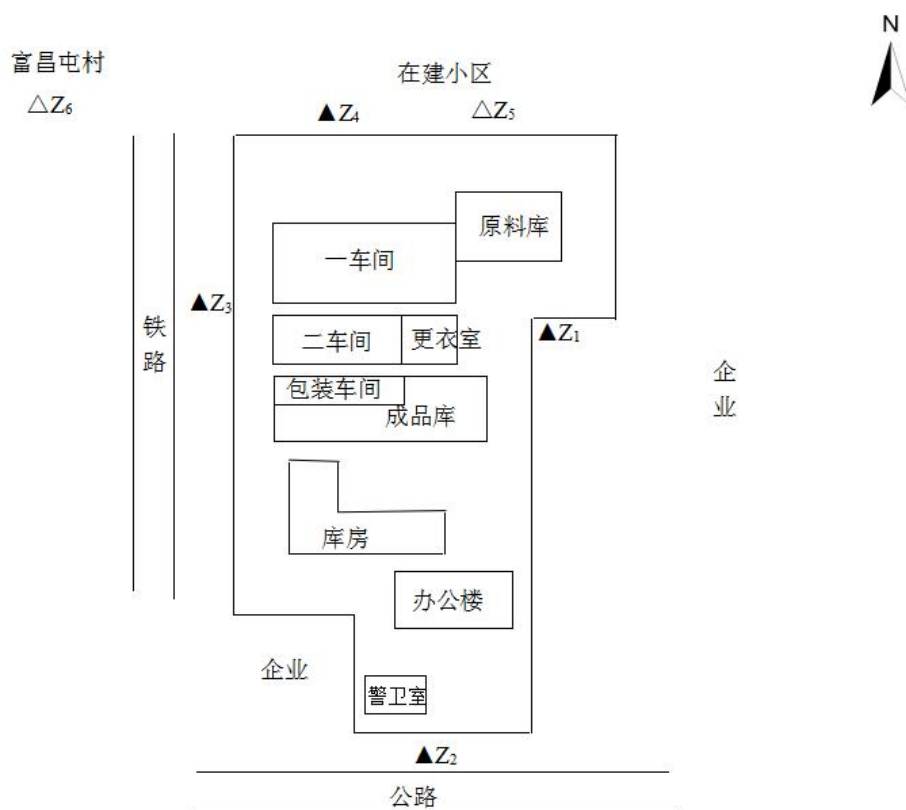 N
富昌屯村
在建小区
△Z₆
▲Z₄
△Z₅
原料库
一车间
▲Z₃
铁路
二车间
更衣室
▲Z₁
包装车间
成品库
企业
库房
办公楼
企业
警卫室
▲Z₂
公路